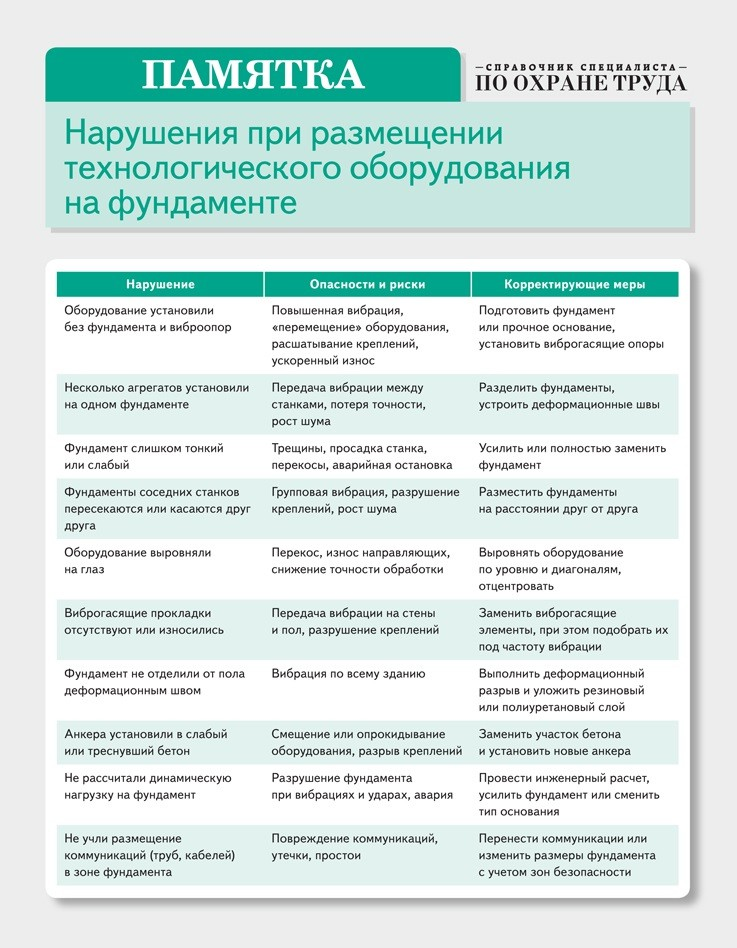 ПАМЯТКА
—СПРАВОЧНИК СПЕЦИАЛИСТА—
ПО ОХРАНЕ ТРУДА
Нарушения при размещении
технологического оборудования
на фундаменте
Нарушение
Опасности и риски
Корректирующие меры
Оборудование установили
без фундамента и виброопор
Повышенная вибрация,
«перемещение» оборудования,
расшатывание креплений,
ускоренный износ
Подготовить фундамент
или прочное основание,
установить виброгасящие опоры
Несколько агрегатов установили
на одном фундаменте
Передача вибрации между
станками, потеря точности,
рост шума
Разделить фундаменты,
устроить деформационные швы
Фундамент слишком тонкий
или слабый
Трещины, просадка станка,
перекосы, аварийная остановка
Усилить или полностью заменить
фундамент
Фундаменты соседних станков
пересекаются или касаются друг
друга
Групповая вибрация, разрушение
креплений, рост шума
Разместить фундаменты
на расстоянии друг от друга
Оборудование выровняли
на глаз
Перекос, износ направляющих,
снижение точности обработки
Выровнять оборудование
по уровню и диагоналям,
отцентровать
Виброгасящие прокладки
отсутствуют или износились
Передача вибрации на стены
и пол, разрушение креплений
Заменить виброгасящие
элементы, при этом подобрать их
под частоту вибрации
Фундамент не отделили от пола
деформационным швом
Вибрация по всему зданию
Выполнить деформационный
разрыв и уложить резиновый
или полиуретановый слой
Анкера установили в слабый
или треснувший бетон
Смещение или опрокидывание
оборудования, разрыв креплений
Заменить участок бетона
и установить новые анкера
Не рассчитали динамическую
нагрузку на фундамент
Разрушение фундамента
при вибрациях и ударах, авария
Провести инженерный расчет,
усилить фундамент или сменить
тип основания
Не учли размещение
коммуникаций (труб, кабелей)
в зоне фундамента
Повреждение коммуникаций,
утечки, простои
Перенести коммуникации или
изменить размеры фундамента
с учетом зон безопасности